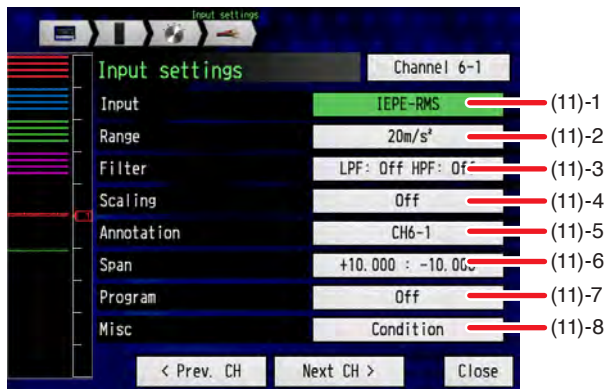 Input settings
Input settings Channel 6-1
Input IEPE-RMS (11)-1
Range 20m/s² (11)-2
Filter LPF: Off HPF: Off (11)-3
Scaling Off (11)-4
Annotation CH6-1 (11)-5
Span +10.000 : -10.000 (11)-6
Program Off (11)-7
Misc Condition (11)-8
< Prev. CH Next CH > Close